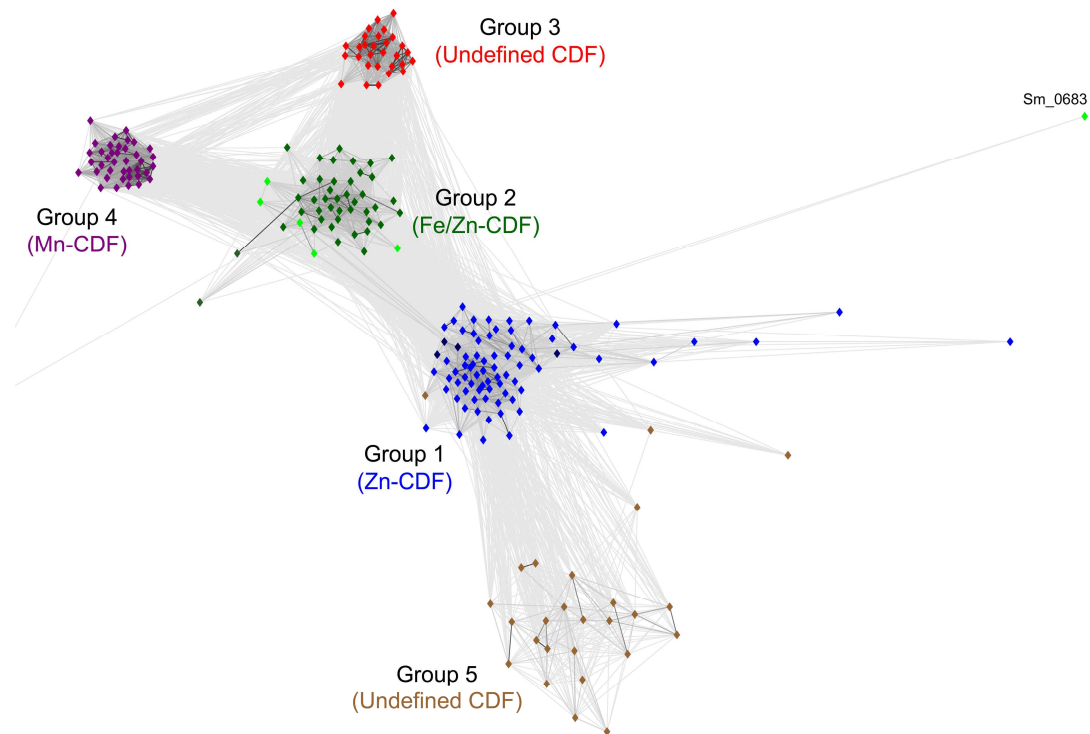 Group 3
(Undefined CDF)
Sm_0683
Group 2
(Fe/Zn-CDF)
Group 4
(Mn-CDF)
Group 1
(Zn-CDF)
Group 5
(Undefined CDF)